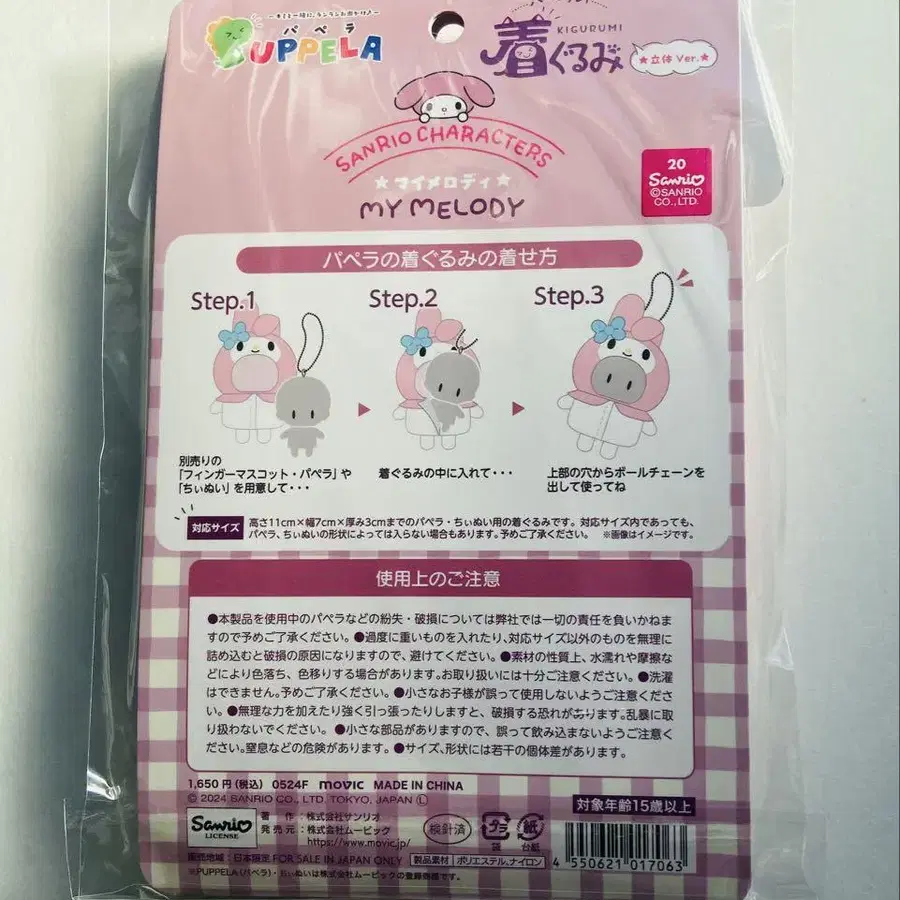 パペラ
PUPPELA
KIGURUMI
着ぐるみ
★立体 Ver.★
SANRIO CHARACTERS
★マイメロディ★
MY MELODY
20
Sanrio
©SANRIO
CO.,LTD.
パペラの着ぐるみの着せ方
Step.1
Step.2
Step.3
別売りの
「フィンガーマスコット・パペラ」や
「ちぃぬい」を用意して・・・
着ぐるみの中に入れて・・・
上部の穴からボールチェーンを
出して使ってね
対応サイズ
高さ11cm×幅7cm×厚み3cmまでのパペラ・ちぃぬい用の着ぐるみです。対応サイズ内であっても、
パペラ、ちぃぬいの形状によっては入らない場合もあります。予めご了承ください。 ※画像はイメージです。
使用上のご注意
●本製品を使用中のパペラなどの紛失・破損については弊社では一切の責任を負いかねま
すので予めご了承ください。●過度に重いものを入れたり、対応サイズ以外のものを無理に
詰め込むと破損の原因になりますので、避けてください。●素材の性質上、水濡れや摩擦な
どにより色落ち、色移りする場合があります。お取り扱いには十分ご注意ください。●洗濯
はできません。予めご了承ください。●小さなお子様が誤って使用しないようご注意くださ
い。●無理な力を加えたり強く引っ張ったりしますと、破損する恐れがあります。乱暴に取
り扱わないでください。●小さな部品がありますので、誤って飲み込まないようご注意くだ
さい。窒息などの危険があります。●サイズ、形状には若干の個体差があります。
1,650円(税込) 0524F movic MADE IN CHINA
© 2024 SANRIO CO., LTD. TOKYO, JAPAN Ⓛ
対象年齢15歳以上
Sanrio
LICENSE
著作:株式会社サンリオ
発売元:株式会社ムービック
https://www.movic.jp/
検針済
プラ
袋
紙
台紙
販売地域:日本限定 FOR SALE IN JAPAN ONLY
製品素材 ポリエステル、ナイロン
4 550621 017063
※PUPPELA(パペラ)・ちぃぬいは株式会社ムービックの登録商標です。